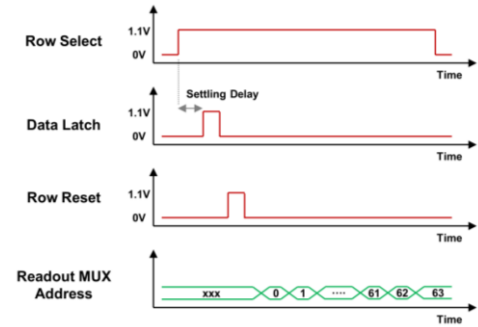 Row Select
1.1V
0V
Time
Settling Delay
Data Latch
1.1V
0V
Time
Row Reset
1.1V
0V
Time
Readout MUX
Address
xxx 0 1 .... 61 62 63
Time